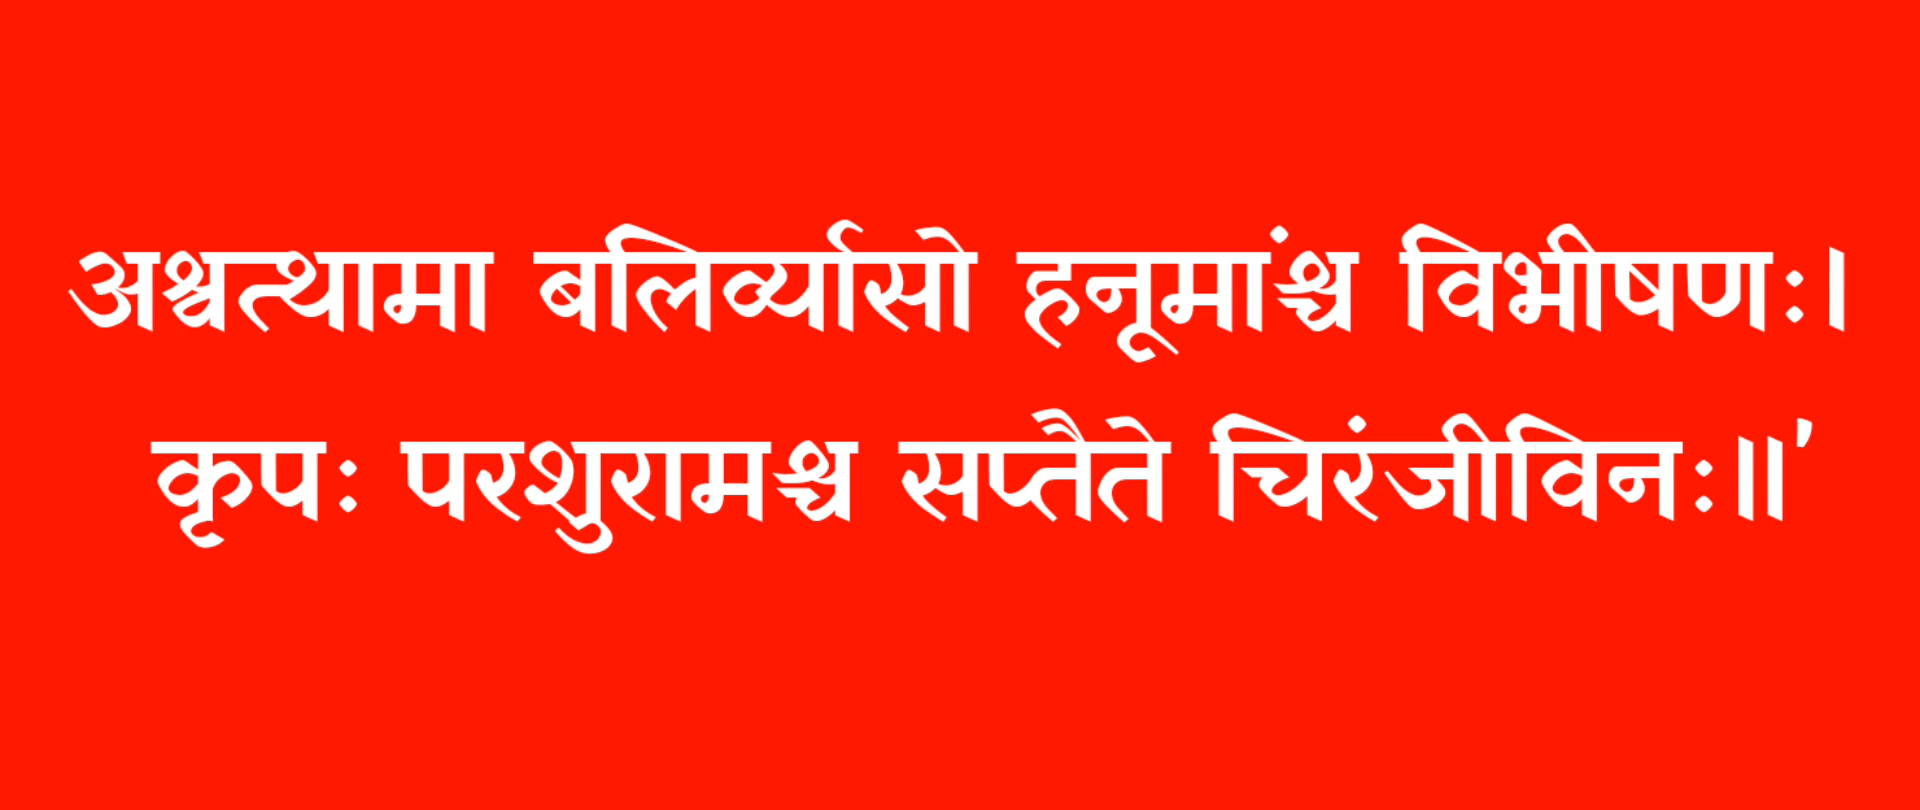 अश्वत्थामा बलिर्व्यासो हनूमांश्च विभीषणः।
कृपः परशुरामश्च सप्तैते चिरंजीविनः॥'